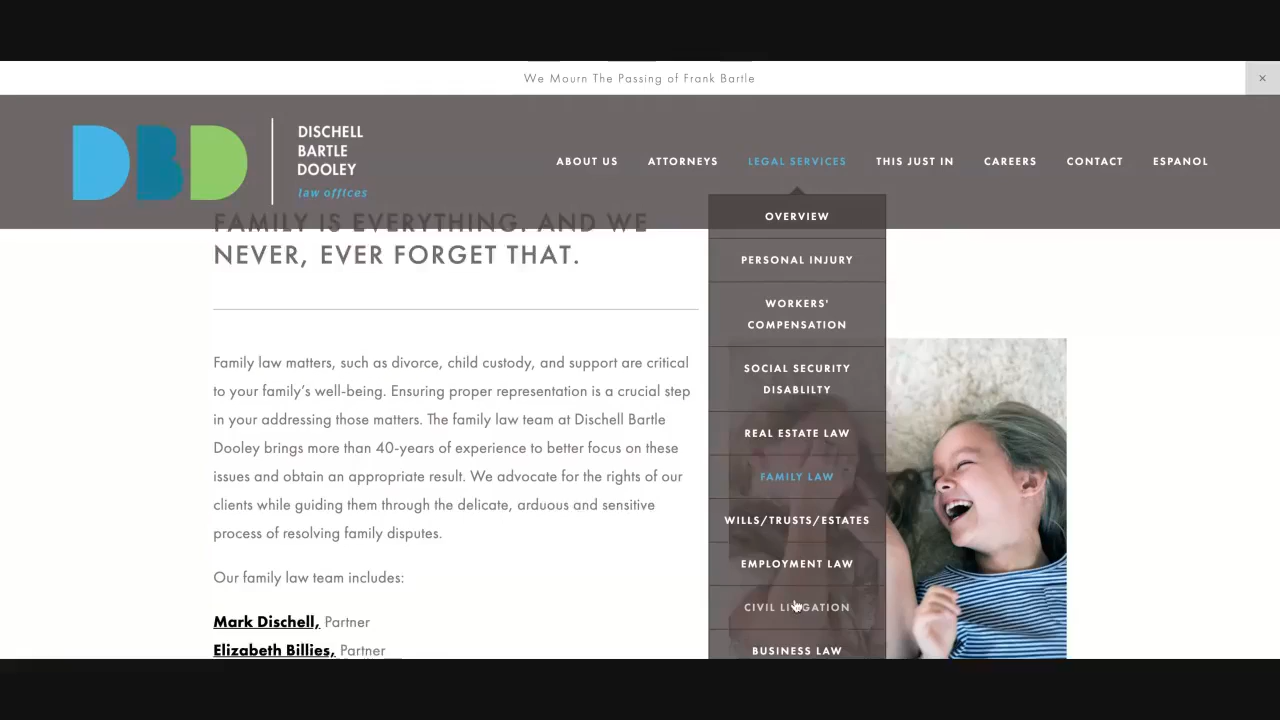 We Mourn The Passing of Frank Bartle
×
DBD
DISCHELL
BARTLE
DOOLEY
law offices
ABOUT US
ATTORNEYS
LEGAL SERVICES
THIS JUST IN
CAREERS
CONTACT
ESPANOL
FAMILY IS EVERYTHING. AND WE
NEVER, EVER FORGET THAT.
Family law matters, such as divorce, child custody, and support are critical
to your family’s well-being. Ensuring proper representation is a crucial step
in your addressing those matters. The family law team at Dischell Bartle
Dooley brings more than 40-years of experience to better focus on these
issues and obtain an appropriate result. We advocate for the rights of our
clients while guiding them through the delicate, arduous and sensitive
process of resolving family disputes.
Our family law team includes:
Mark Dischell, Partner
Elizabeth Billies, Partner
OVERVIEW
PERSONAL INJURY
WORKERS'
COMPENSATION
SOCIAL SECURITY
DISABLILTY
REAL ESTATE LAW
FAMILY LAW
WILLS/TRUSTS/ESTATES
EMPLOYMENT LAW
CIVIL LITIGATION
BUSINESS LAW